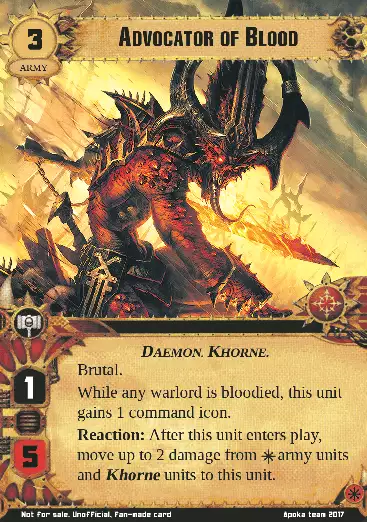 3
ADVOCATOR OF BLOOD
ARMY
DAEMON. KHORNE.
Brutal.
While any warlord is bloodied, this unit
gains 1 command icon.
Reaction: After this unit enters play,
move up to 2 damage from army units
and Khorne units to this unit.
1
5
Not for sale. Unofficial. Fan-made card
Apoka team 2017